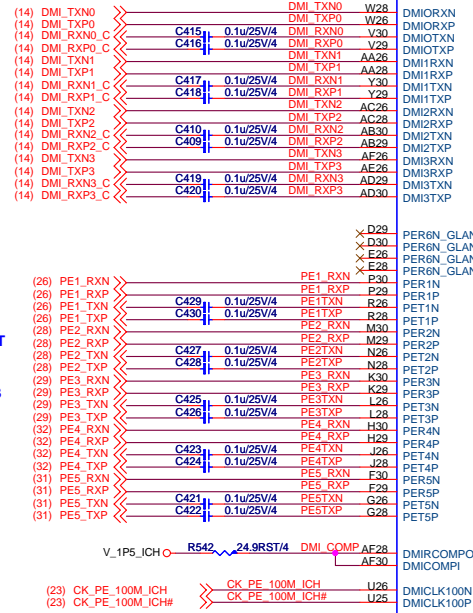 (14) DMI_TXN0 DMI_TXN0 W28 DMI0RXN
(14) DMI_TXP0 DMI_TXP0 W26 DMI0RXP
(14) DMI_RXN0_C C415 0.1u/25V/4 DMI_RXN0 V30 DMI0TXN
(14) DMI_RXP0_C C416 0.1u/25V/4 DMI_RXP0 V29 DMI0TXP
(14) DMI_TXN1 DMI_TXN1 AA26 DMI1RXN
(14) DMI_TXP1 DMI_TXP1 AA28 DMI1RXP
(14) DMI_RXN1_C C417 0.1u/25V/4 DMI_RXN1 Y30 DMI1TXN
(14) DMI_RXP1_C C418 0.1u/25V/4 DMI_RXP1 Y29 DMI1TXP
(14) DMI_TXN2 DMI_TXN2 AC26 DMI2RXN
(14) DMI_TXP2 DMI_TXP2 AC28 DMI2RXP
(14) DMI_RXN2_C C410 0.1u/25V/4 DMI_RXN2 AB30 DMI2TXN
(14) DMI_RXP2_C C409 0.1u/25V/4 DMI_RXP2 AB29 DMI2TXP
(14) DMI_TXN3 DMI_TXN3 AF26 DMI3RXN
(14) DMI_TXP3 DMI_TXP3 AE26 DMI3RXP
(14) DMI_RXN3_C C419 0.1u/25V/4 DMI_RXN3 AD29 DMI3TXN
(14) DMI_RXP3_C C420 0.1u/25V/4 DMI_RXP3 AD30 DMI3TXP
D29 PER6N_GLAN
D30 PER6N_GLAN
E26 PER6N_GLAN
E28 PER6N_GLAN
(26) PE1_RXN PE1_RXN P30 PER1N
(26) PE1_RXP PE1_RXP P29 PER1P
(26) PE1_TXN C429 0.1u/25V/4 PE1TXN R26 PET1N
(26) PE1_TXP C430 0.1u/25V/4 PE1TXP R28 PET1P
(28) PE2_RXN PE2_RXN M30 PER2N
(28) PE2_RXP PE2_RXP M29 PER2P
(28) PE2_TXN C427 0.1u/25V/4 PE2TXN N26 PET2N
(28) PE2_TXP C428 0.1u/25V/4 PE2TXP N28 PET2P
(29) PE3_RXN PE3_RXN K30 PER3N
(29) PE3_RXP PE3_RXP K29 PER3P
(29) PE3_TXN C425 0.1u/25V/4 PE3TXN L26 PET3N
(29) PE3_TXP C426 0.1u/25V/4 PE3TXP L28 PET3P
(32) PE4_RXN PE4_RXN H30 PER4N
(32) PE4_RXP PE4_RXP H29 PER4P
(32) PE4_TXN C423 0.1u/25V/4 PE4TXN J26 PET4N
(32) PE4_TXP C424 0.1u/25V/4 PE4TXP J28 PET4P
(31) PE5_RXN PE5_RXN F30 PER5N
(31) PE5_RXP PE5_RXP F29 PER5P
(31) PE5_TXN C421 0.1u/25V/4 PE5TXN G26 PET5N
(31) PE5_TXP C422 0.1u/25V/4 PE5TXP G28 PET5P
V_1P5_ICH R542 24.9RST/4 DMI_COMP AF28 DMIRCOMPO
AF30 DMICOMPI
(23) CK_PE_100M_ICH CK_PE_100M_ICH U26 DMICLK100N
(23) CK_PE_100M_ICH# CK_PE_100M_ICH# U25 DMICLK100P